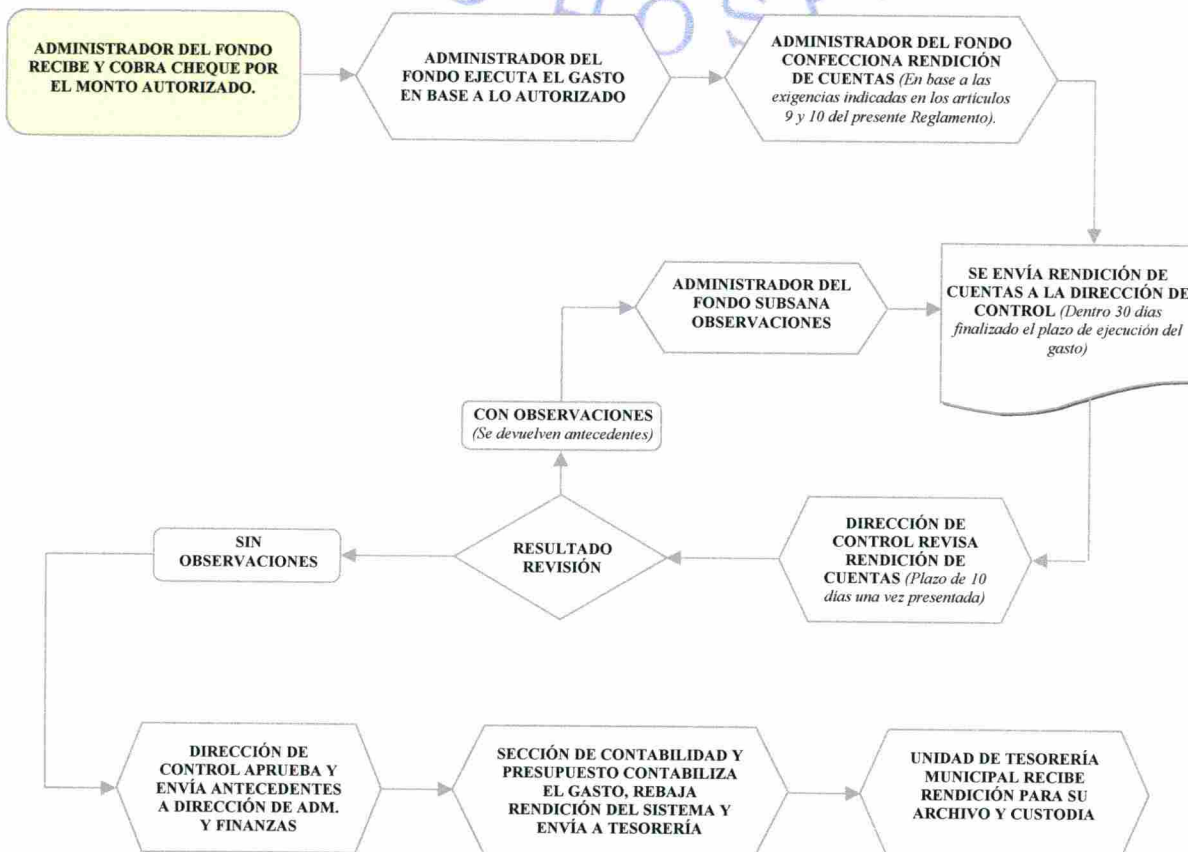 HOS
ADMINISTRADOR DEL FONDO
RECIBE Y COBRA CHEQUE POR
EL MONTO AUTORIZADO.
ADMINISTRADOR DEL
FONDO EJECUTA EL GASTO
EN BASE A LO AUTORIZADO
ADMINISTRADOR DEL FONDO
CONFECCIONA RENDICIÓN
DE CUENTAS (En base a las
exigencias indicadas en los artículos
9 y 10 del presente Reglamento).
ADMINISTRADOR DEL
FONDO SUBSANA
OBSERVACIONES
SE ENVÍA RENDICIÓN DE
CUENTAS A LA DIRECCIÓN DE
CONTROL (Dentro 30 días
finalizado el plazo de ejecución del
gasto)
CON OBSERVACIONES
(Se devuelven antecedentes)
SIN
OBSERVACIONES
RESULTADO
REVISIÓN
DIRECCIÓN DE
CONTROL REVISA
RENDICIÓN DE
CUENTAS (Plazo de 10
días una vez presentada)
DIRECCIÓN DE
CONTROL APRUEBA Y
ENVÍA ANTECEDENTES
A DIRECCIÓN DE ADM.
Y FINANZAS
SECCIÓN DE CONTABILIDAD Y
PRESUPUESTO CONTABILIZA
EL GASTO, REBAJA
RENDICIÓN DEL SISTEMA Y
ENVÍA A TESORERÍA
UNIDAD DE TESORERÍA
MUNICIPAL RECIBE
RENDICIÓN PARA SU
ARCHIVO Y CUSTODIA